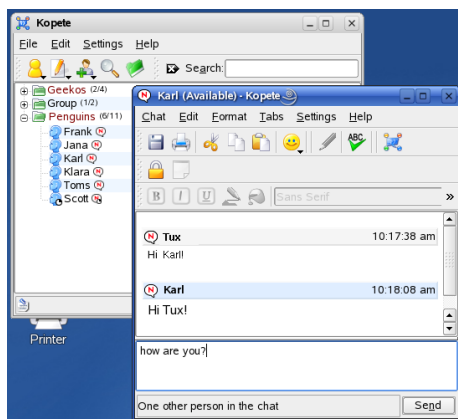 Kopete
File Edit Settings Help
Search:
Geekos (2/4)
Group (1/2)
Penguins (6/11)
Frank
Jana
Karl
Klara
Toms
Scott
Printer
Karl (Available) - Kopete
Chat Edit Format Tabs Settings Help
ABC
B I U Sans Serif »
N Tux 10:17:38 am
Hi Karl!
N Karl 10:18:08 am
Hi Tux!
how are you?
One other person in the chat Send